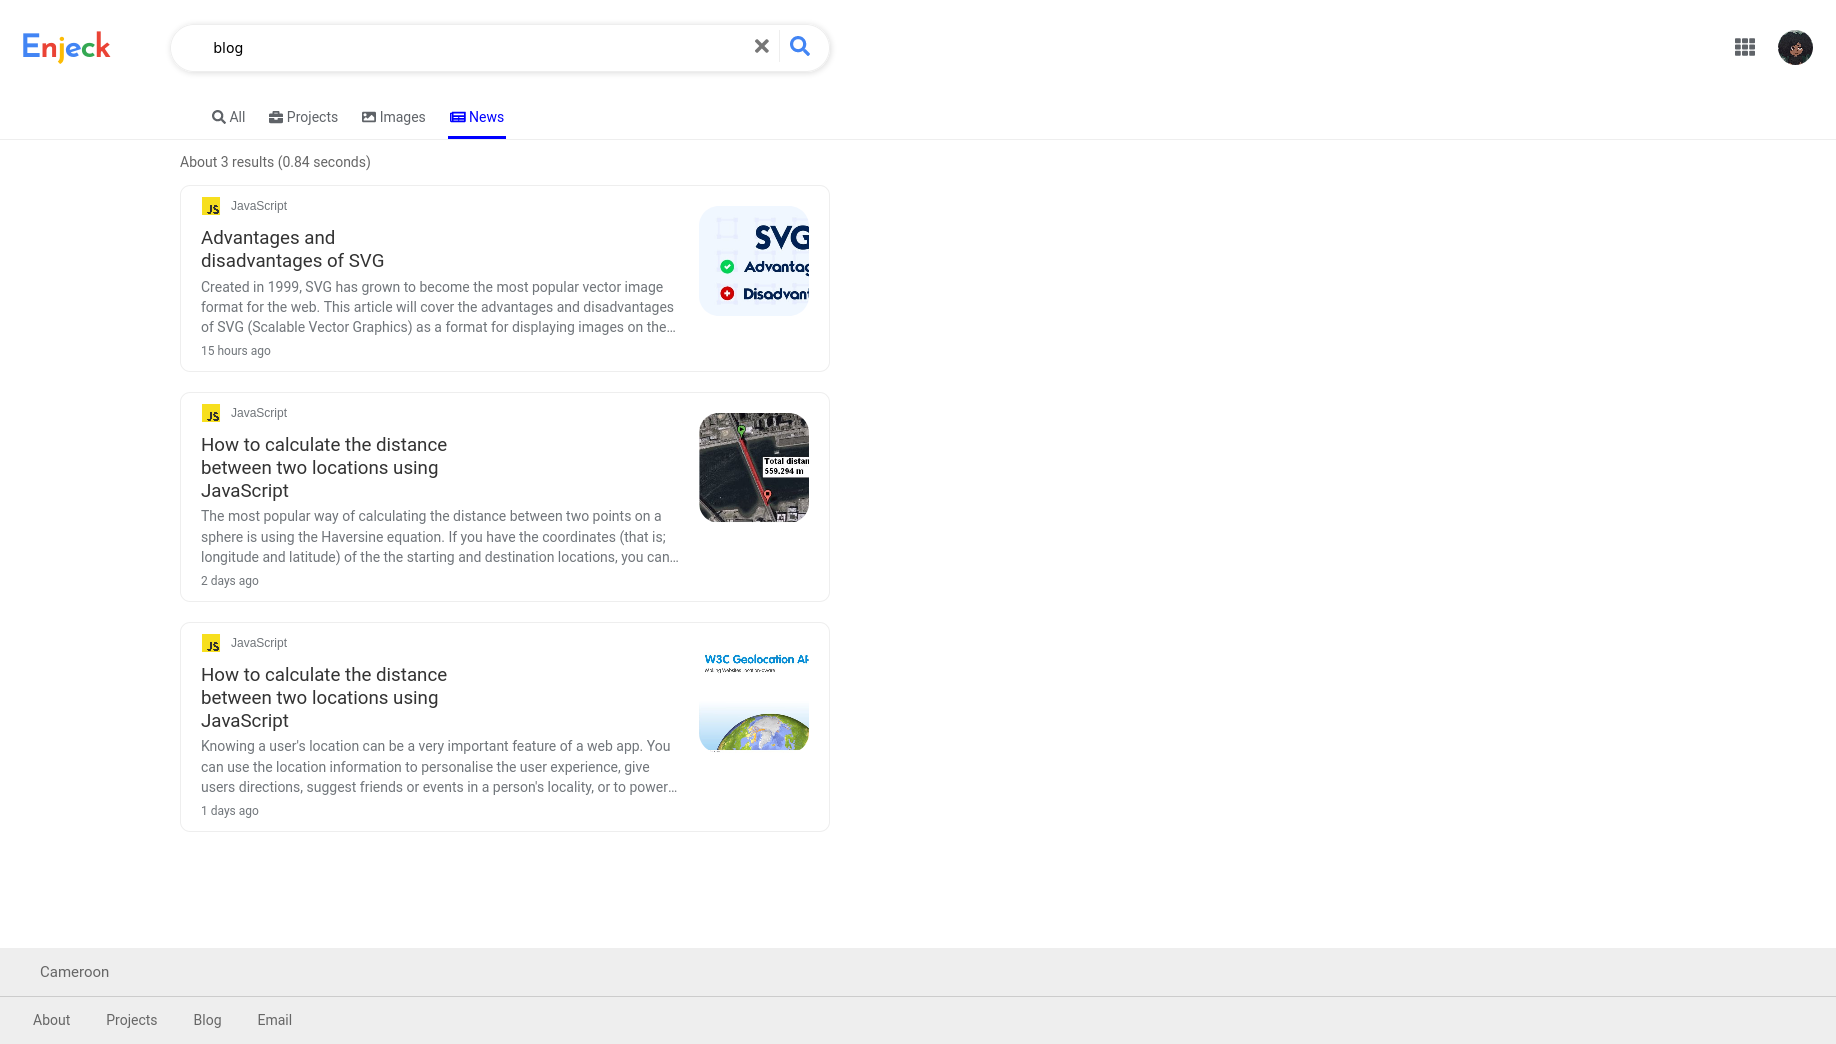 Enjeck
blog
All
Projects
Images
News
About 3 results (0.84 seconds)
JS
JavaScript
Advantages and
disadvantages of SVG
Created in 1999, SVG has grown to become the most popular vector image
format for the web. This article will cover the advantages and disadvantages
of SVG (Scalable Vector Graphics) as a format for displaying images on the…
15 hours ago
SVG
Advantag
Disadvant
JS
JavaScript
How to calculate the distance
between two locations using
JavaScript
The most popular way of calculating the distance between two points on a
sphere is using the Haversine equation. If you have the coordinates (that is;
longitude and latitude) of the the starting and destination locations, you can…
2 days ago
Total distan
559.294 m
JS
JavaScript
How to calculate the distance
between two locations using
JavaScript
Knowing a user's location can be a very important feature of a web app. You
can use the location information to personalise the user experience, give
users directions, suggest friends or events in a person's locality, or to power…
1 days ago
W3C Geolocation AP
Making Websites location-aware
Cameroon
About
Projects
Blog
Email